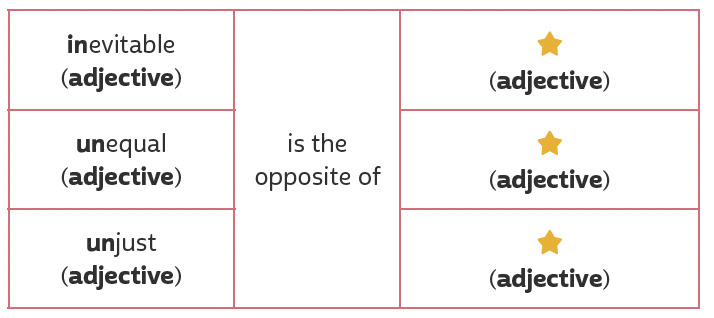 inevitable
(adjective)
unequal
(adjective)
unjust
(adjective)
is the
opposite of
(adjective)
(adjective)
(adjective)